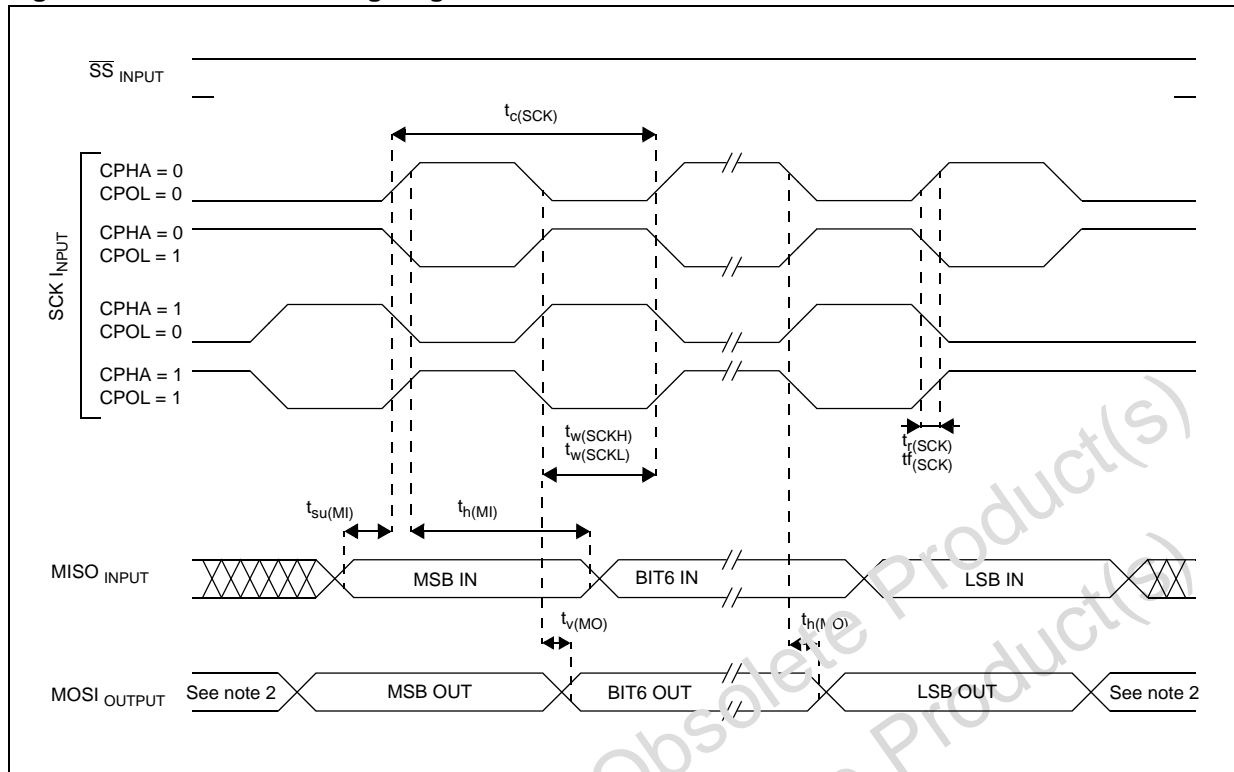 SS INPUT
tc(SCK)
SCK INPUT
CPHA = 0
CPOL = 0
CPHA = 0
CPOL = 1
CPHA = 1
CPOL = 0
CPHA = 1
CPOL = 1
tw(SCKH)
tw(SCKL)
tr(SCK)
tf(SCK)
tsu(MI)
th(MI)
MISO INPUT
MSB IN
BIT6 IN
LSB IN
tv(MO)
th(MO)
MOSI OUTPUT
See note 2
MSB OUT
BIT6 OUT
LSB OUT
See note 2
Obsolete Product(s)
Product(s)